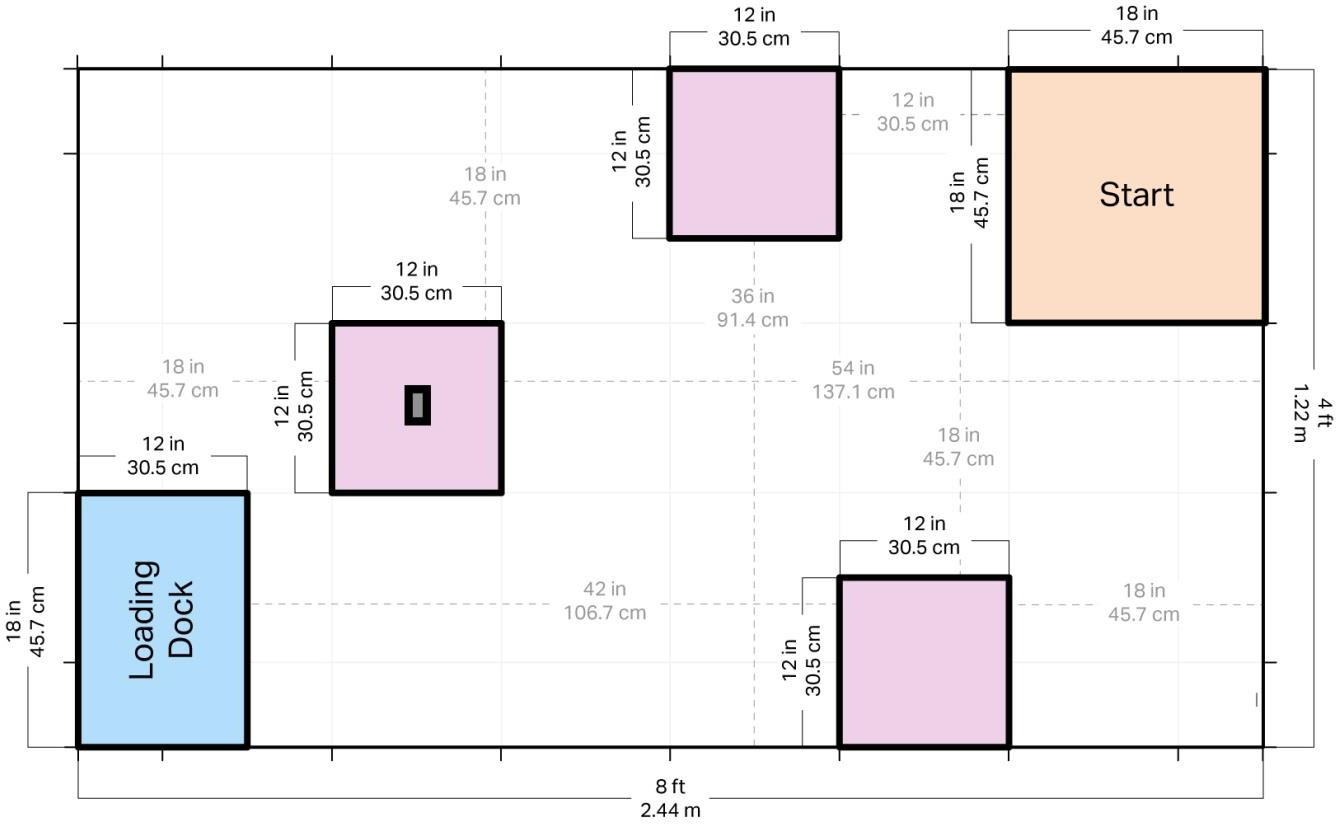 12 in
30.5 cm
18 in
45.7 cm
12 in
30.5 cm
12 in
30.5 cm
18 in
45.7 cm
Start
18 in
45.7 cm
12 in
30.5 cm
36 in
91.4 cm
18 in
45.7 cm
12 in
30.5 cm
54 in
137.1 cm
4 ft
1.22 m
12 in
30.5 cm
18 in
45.7 cm
Loading
Dock
18 in
45.7 cm
42 in
106.7 cm
12 in
30.5 cm
12 in
30.5 cm
18 in
45.7 cm
8 ft
2.44 m